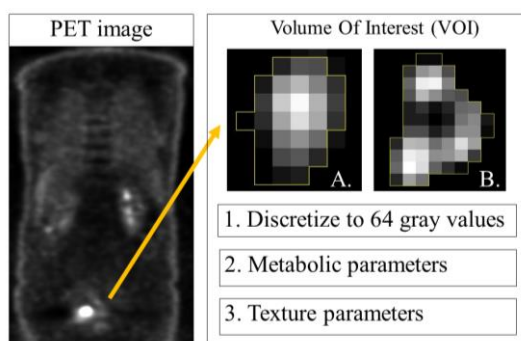 PET image
Volume Of Interest (VOI)
A.
B.
1. Discretize to 64 gray values
2. Metabolic parameters
3. Texture parameters